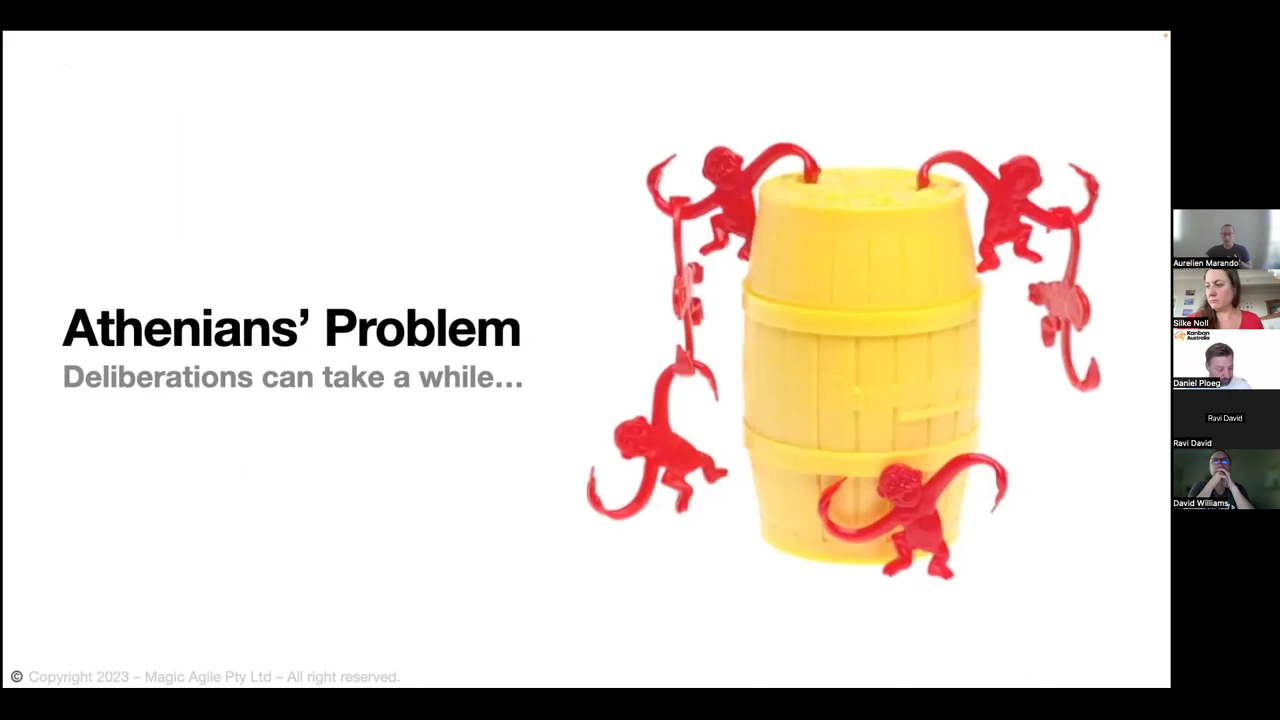 Athenians’ Problem
Deliberations can take a while…
© Copyright 2023 – Magic Agile Pty Ltd – All right reserved.
Aurelien Marando
Silke Noll
Kanban
Australia
Daniel Ploeg
Ravi David
Ravi David
David Williams